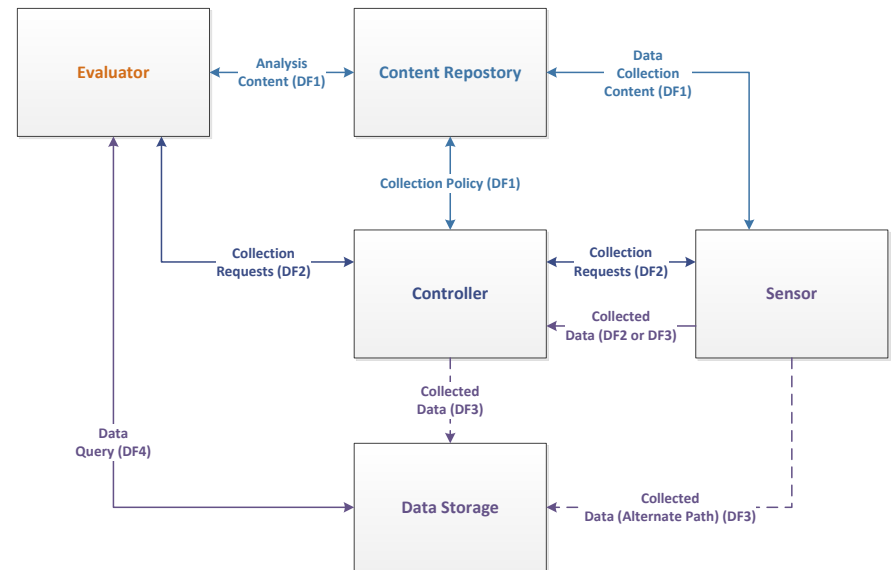 Evaluator
Analysis
Content (DF1)
Content Repostory
Data
Collection
Content (DF1)
Collection Policy (DF1)
Collection
Requests (DF2)
Controller
Collection
Requests (DF2)
Sensor
Collected
Data (DF2 or DF3)
Collected
Data (DF3)
Data
Query (DF4)
Data Storage
Collected
Data (Alternate Path) (DF3)